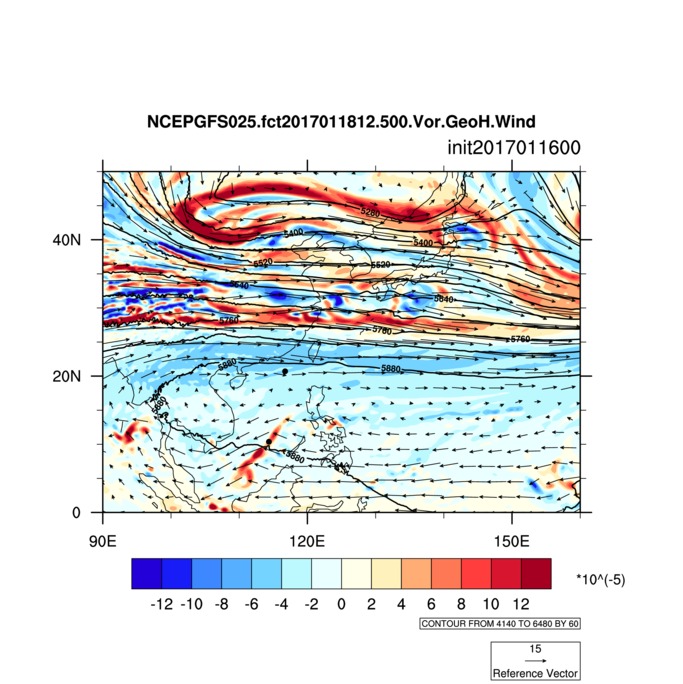 NCEPGFS025.fct2017011812.500.Vor.GeoH.Wind
init2017011600
5280
5400
5400
40N
5520
5520
5640
5640
5760
5760
5760
5880
5880
20N
5880
5880
0
90E 120E 150E
-12 -10 -8 -6 -4 -2 0 2 4 6 8 10 12
*10^(-5)
CONTOUR FROM 4140 TO 6480 BY 60
15
Reference Vector